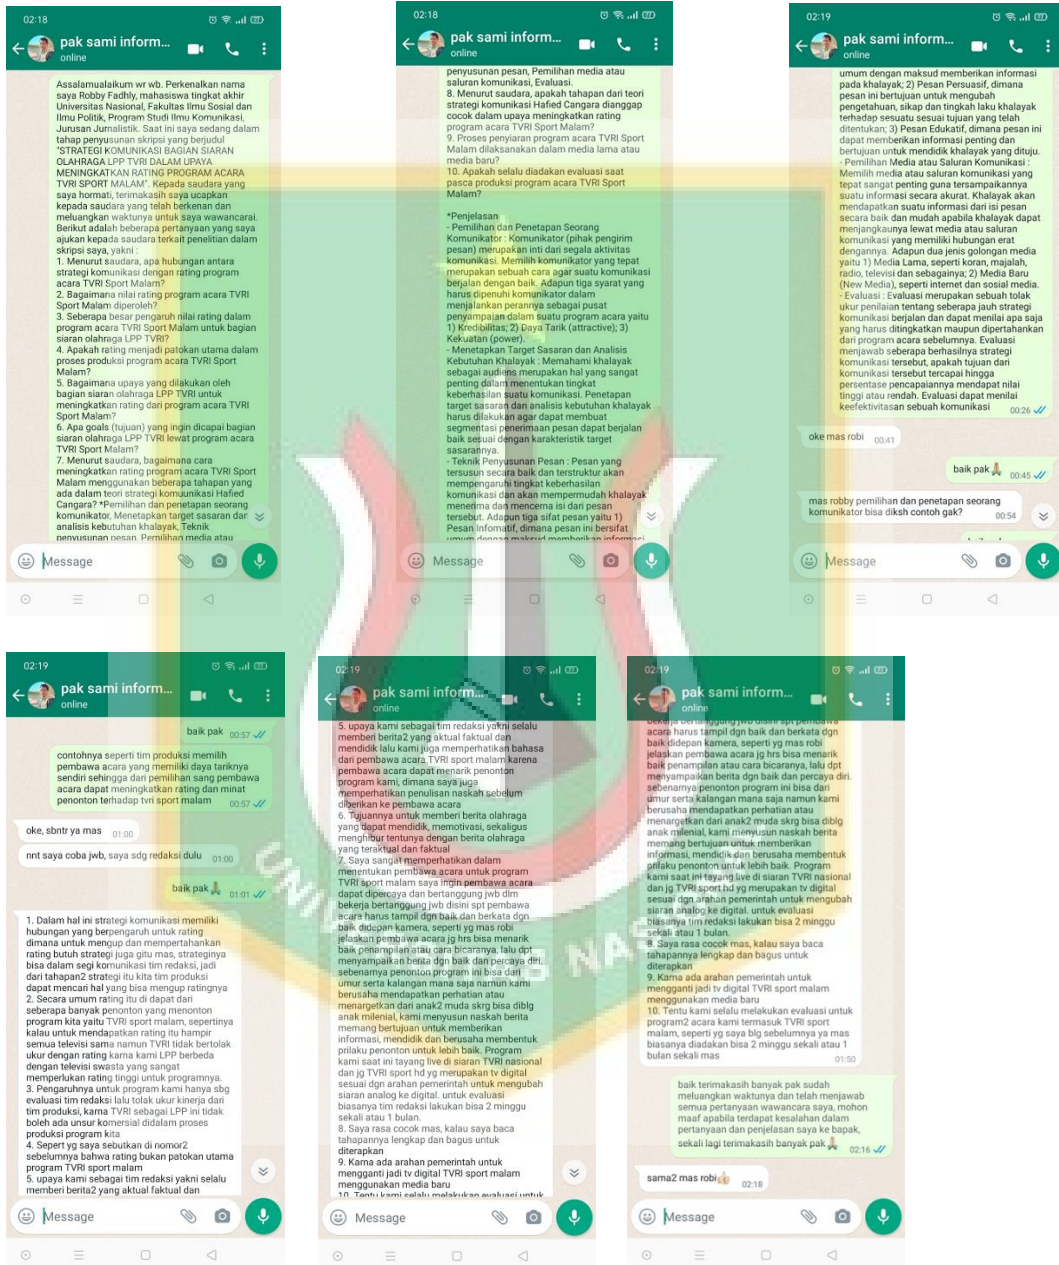 02:18
pak sami inform...
online
Assalamualaikum wr wb. Perkenalkan nama
saya Robby Fadhly, mahasiswa tingkat akhir
Universitas Nasional, Fakultas Ilmu Sosial dan
Ilmu Politik, Program Studi Ilmu Komunikasi,
Jurusan Jurnalistik. Saat ini saya sedang dalam
tahap penyusunan skripsi yang berjudul
"STRATEGI KOMUNIKASI BAGIAN SIARAN
OLAHRAGA LPP TVRI DALAM UPAYA
MENINGKATKAN RATING PROGRAM ACARA
TVRI SPORT MALAM". Kepada saudara yang
saya hormati, terimakasih saya ucapkan
kepada saudara yang telah berkenan dan
meluangkan waktunya untuk saya wawancarai.
Berikut adalah beberapa pertanyaan yang saya
ajukan kepada saudara terkait penelitian dalam
skripsi saya, yakni :
1. Menurut saudara, apa hubungan antara
strategi komunikasi dengan rating program
acara TVRI Sport Malam?
2. Bagaimana nilai rating program acara TVRI
Sport Malam diperoleh?
3. Seberapa besar pengaruh nilai rating dalam
program acara TVRI Sport Malam untuk bagian
siaran olahraga LPP TVRI?
4. Apakah rating menjadi patokan utama dalam
proses produksi program acara TVRI Sport
Malam?
5. Bagaimana upaya yang dilakukan oleh
bagian siaran olahraga LPP TVRI untuk
meningkatkan rating dari program acara TVRI
Sport Malam?
6. Apa goals (tujuan) yang ingin dicapai bagian
siaran olahraga LPP TVRI lewat program acara
TVRI Sport Malam?
7. Menurut saudara, bagaimana cara
meningkatkan rating program acara TVRI Sport
Malam menggunakan beberapa tahapan yang
ada dalam teori strategi komuunikasi Hafied
Cangara? *Pemilihan dan penetapan seorang
komunikator, Menetapkan target sasaran dan
analisis kebutuhan khalayak, Teknik
penyusunan pesan, Pemilihan media atau
Message
02:18
pak sami inform...
online
penyusunan pesan, Pemilihan media atau
saluran komunikasi, Evaluasi.
8. Menurut saudara, apakah tahapan dari teori
strategi komunikasi Hafied Cangara dianggap
cocok dalam upaya meningkatkan rating
program acara TVRI Sport Malam?
9. Proses penyiaran program acara TVRI Sport
Malam dilaksanakan dalam media lama atau
media baru?
10. Apakah selalu diadakan evaluasi saat
pasca produksi program acara TVRI Sport
Malam?
*Penjelasan
- Pemilihan dan Penetapan Seorang
Komunikator : Komunikator (pihak pengirim
pesan) merupakan inti dari segala aktivitas
komunikasi. Memilih komunikator yang tepat
merupakan sebuah cara agar suatu komunikasi
berjalan dengan baik. Adapun tiga syarat yang
harus dipenuhi komunikator dalam
menjalankan perannya sebagai pusat
penyampaian dalam suatu program acara yaitu
1) Kredibilitas; 2) Daya Tarik (attractive); 3)
Kekuatan (power).
- Menetapkan Target Sasaran dan Analisis
Kebutuhan Khalayak : Memahami khalayak
sebagai audiens merupakan hal yang sangat
penting dalam menentukan tingkat
keberhasilan suatu komunikasi. Penetapan
target sasaran dan analisis kebutuhan khalayak
harus dilakukan agar dapat membuat
segmentasi penerimaan pesan dapat berjalan
baik sesuai dengan karakteristik target
sasarannya.
- Teknik Penyusunan Pesan : Pesan yang
tersusun secara baik dan terstruktur akan
mempengaruhi tingkat keberhasilan
komunikasi dan akan mempermudah khalayak
menerima dan mencerna isi dari pesan
tersebut. Adapun tiga sifat pesan yaitu 1)
Pesan Infomatif, dimana pesan ini bersifat
umum dengan maksud memberikan informasi
Message
02:19
pak sami inform...
online
umum dengan maksud memberikan informasi
pada khalayak; 2) Pesan Persuasif, dimana
pesan ini bertujuan untuk mengubah
pengetahuan, sikap dan tingkah laku khalayak
terhadap sesuatu sesuai tujuan yang telah
ditentukan; 3) Pesan Edukatif, dimana pesan ini
dapat memberikan informasi penting dan
bertujuan untuk mendidik khalayak yang dituju.
- Pemilihan Media atau Saluran Komunikasi :
Memilih media atau saluran komunikasi yang
tepat sangat penting guna tersampaikannya
suatu informasi secara akurat. Khalayak akan
mendapatkan suatu informasi dari isi pesan
secara baik dan mudah apabila khalayak dapat
menjangkaunya lewat media atau saluran
komunikasi yang memiliki hubungan erat
dengannya. Adapun dua jenis golongan media
yaitu 1) Media Lama, seperti koran, majalah,
radio, televisi dan sebagainya; 2) Media Baru
(New Media), seperti internet dan sosial media.
- Evaluasi : Evaluasi merupakan sebuah tolak
ukur penilaian tentang seberapa jauh strategi
komunikasi berjalan dan dapat menilai apa saja
yang harus ditingkatkan maupun dipertahankan
dari program acara sebelumnya. Evaluasi
menjawab seberapa berhasilnya strategi
komunikasi tersebut, apakah tujuan dari
komunikasi tersebut tercapai hingga
persentase pencapaiannya mendapat nilai
tinggi atau rendah. Evaluasi dapat menilai
keefektivitasan sebuah komunikasi 00:26
oke mas robi 00:41
baik pak🙏 00:45
mas robby pemilihan dan penetapan seorang
komunikator bisa diksh contoh gak? 00:54
Message
02:19
pak sami inform...
online
baik pak 00:57
contohnya seperti tim produksi memilih
pembawa acara yang memiliki daya tariknya
sendiri sehingga dari pemilihan sang pembawa
acara dapat meningkatkan rating dan minat
penonton terhadap tvri sport malam 00:57
oke, sbntr ya mas 01:00
nnt saya coba jwb, saya sdg redaksi dulu 01:00
baik pak🙏 01:01
1. Dalam hal ini strategi komunikasi memiliki
hubungan yang berpengaruh untuk rating
dimana untuk mengup dan mempertahankan
rating butuh strategi juga gitu mas, strateginya
bisa dalam segi komunikasi tim redaksi, jadi
dari tahapan2 strategi itu kita tim produksi
dapat mencari hal yang bisa mengup ratingnya
2. Secara umum rating itu di dapat dari
seberapa banyak penonton yang menonton
program kita yaitu TVRI sport malam, sepertinya
kalau untuk mendapatkan rating itu hampir
semua televisi sama namun TVRI tidak bertolak
ukur dengan rating karna kami LPP berbeda
dengan televisi swasta yang sangat
memperlukan rating tinggi untuk programnya.
3. Pengaruhnya untuk program kami hanya sbg
evaluasi tim redaksi lalu tolak ukur kinerja dari
tim produksi, karna TVRI sebagai LPP ini tidak
boleh ada unsur komersial didalam proses
produksi program kita
4. Sepert yg saya sebutkan di nomor2
sebelumnya bahwa rating bukan patokan utama
program TVRI sport malam
5. upaya kami sebagai tim redaksi yakni selalu
memberi berita2 yang aktual faktual dan
Message
02:19
pak sami inform...
online
5. upaya kami sebagai tim redaksi yakni selalu
memberi berita2 yang aktual faktual dan
mendidik lalu kami juga memperhatikan bahasa
dari pembawa acara TVRI sport malam karena
pembawa acara dapat menarik penonton
program kami, dimana saya juga
memperhatikan penulisan naskah sebelum
diberikan ke pembawa acara
6. Tujuannya untuk memberi berita olahraga
yang dapat mendidik, memotivasi, sekaligus
menghibur tentunya dengan berita olahraga
yang teraktual dan faktual
7. Saya sangat memperhatikan dalam
menentukan pembawa acara untuk program
TVRI sport malam saya ingin pembawa acara
dapat dipercaya dan bertanggung jwb dlm
bekerja bertanggung jwb disini spt pembawa
acara harus tampil dgn baik dan berkata dgn
baik didepan kamera, seperti yg mas robi
jelaskan pembawa acara jg hrs bisa menarik
baik penampilan atau cara bicaranya, lalu dpt
menyampaikan berita dgn baik dan percaya diri.
sebenarnya penonton program ini bisa dari
umur serta kalangan mana saja namun kami
berusaha mendapatkan perhatian atau
menargetkan dari anak2 muda skrg bisa diblg
anak milenial, kami menyusun naskah berita
memang bertujuan untuk memberikan
informasi, mendidik dan berusaha membentuk
prilaku penonton untuk lebih baik. Program
kami saat ini tayang live di siaran TVRI nasional
dan jg TVRI sport hd yg merupakan tv digital
sesuai dgn arahan pemerintah untuk mengubah
siaran analog ke digital. untuk evaluasi
biasanya tim redaksi lakukan bisa 2 minggu
sekali atau 1 bulan.
8. Saya rasa cocok mas, kalau saya baca
tahapannya lengkap dan bagus untuk
diterapkan
9. Karna ada arahan pemerintah untuk
mengganti jadi tv digital TVRI sport malam
menggunakan media baru
10. Tentu kami selalu melakukan evaluasi untuk
Message
02:19
pak sami inform...
online
bekerja bertanggung jwb disini spt pembawa
acara harus tampil dgn baik dan berkata dgn
baik didepan kamera, seperti yg mas robi
jelaskan pembawa acara jg hrs bisa menarik
baik penampilan atau cara bicaranya, lalu dpt
menyampaikan berita dgn baik dan percaya diri.
sebenarnya penonton program ini bisa dari
umur serta kalangan mana saja namun kami
berusaha mendapatkan perhatian atau
menargetkan dari anak2 muda skrg bisa diblg
anak milenial, kami menyusun naskah berita
memang bertujuan untuk memberikan
informasi, mendidik dan berusaha membentuk
prilaku penonton untuk lebih baik. Program
kami saat ini tayang live di siaran TVRI nasional
dan jg TVRI sport hd yg merupakan tv digital
sesuai dgn arahan pemerintah untuk mengubah
siaran analog ke digital. untuk evaluasi
biasanya tim redaksi lakukan bisa 2 minggu
sekali atau 1 bulan.
8. Saya rasa cocok mas, kalau saya baca
tahapannya lengkap dan bagus untuk
diterapkan
9. Karna ada arahan pemerintah untuk
mengganti jadi tv digital TVRI sport malam
menggunakan media baru
10. Tentu kami selalu melakukan evaluasi untuk
program2 acara kami termasuk TVRI sport
malam, seperti yg saya blg sebelumnya ya mas
biasanya diadakan bisa 2 minggu sekali atau 1
bulan sekali mas 01:50
baik terimakasih banyak pak sudah
meluangkan waktunya dan telah menjawab
semua pertanyaan wawancara saya, mohon
maaf apabila terdapat kesalahan dalam
pertanyaan dan penjelasan saya ke bapak,
sekali lagi terimakasih banyak pak🙏 02:16
sama2 mas robi👍 02:18
Message
UNIVERSITAS NASIONAL